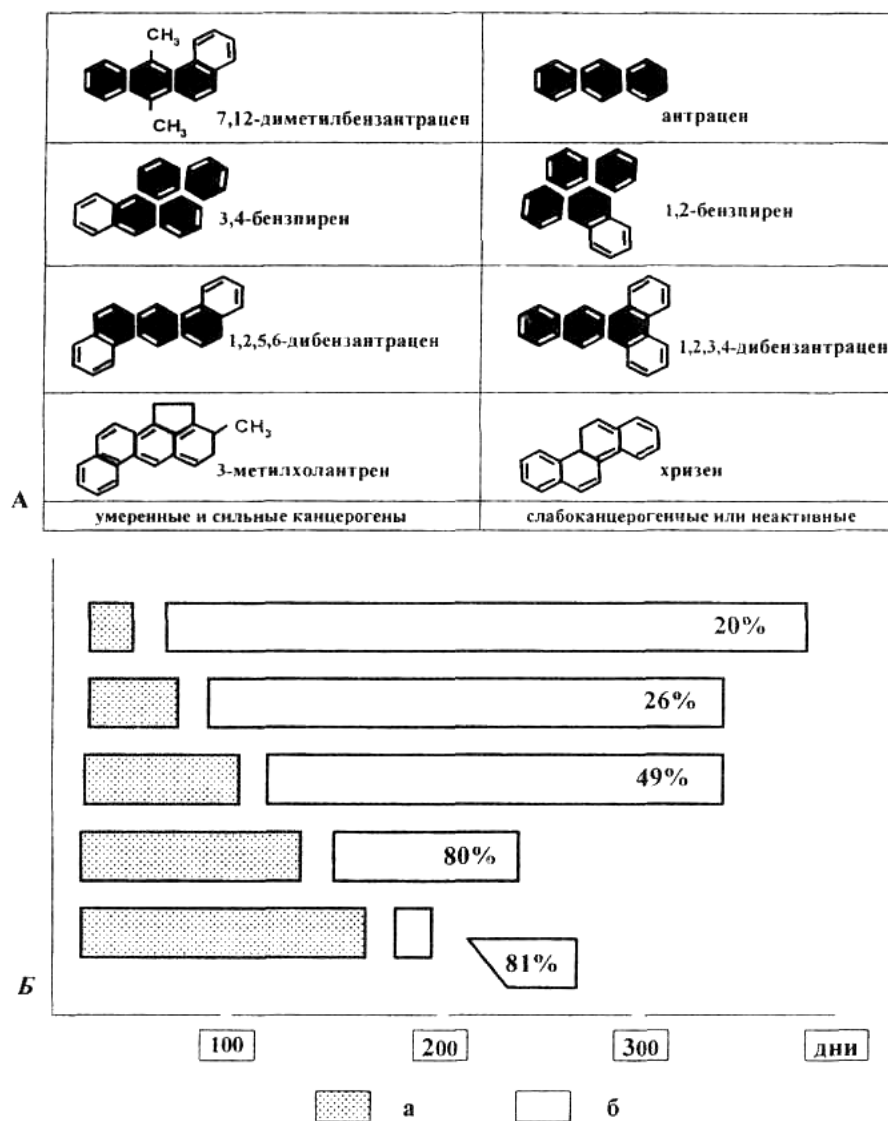 CH₃
CH₃
7,12-диметилбензантрацен
антрацен
3,4-бензпирен
1,2-бензпирен
1,2,5,6-дибензантрацен
1,2,3,4-дибензантрацен
CH₃
3-метилхолантрен
хризен
А
умеренные и сильные канцерогены
слабоканцерогенные или неактивные
20%
26%
49%
80%
81%
Б
100 200 300 дни
а б